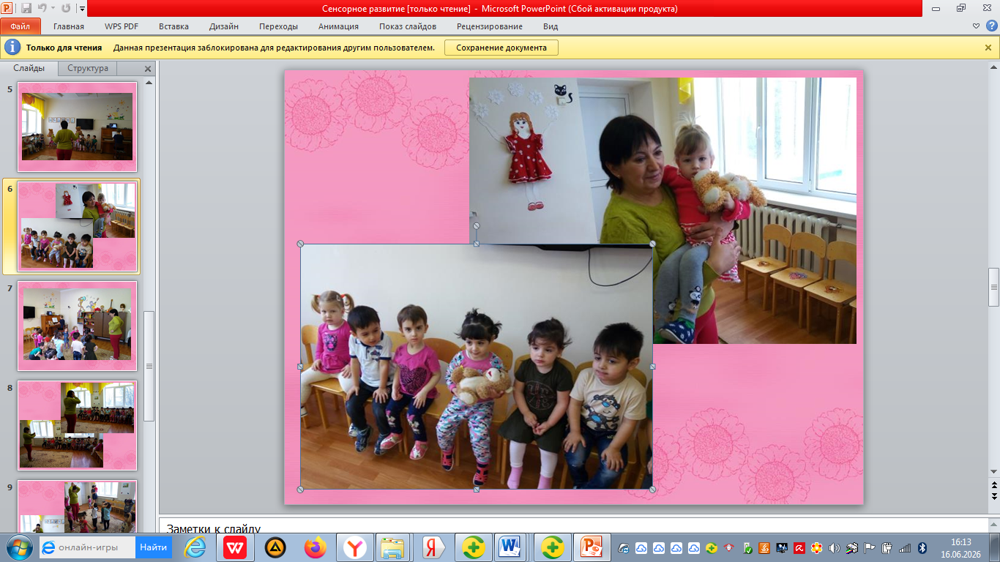 Сенсорное развитие [только чтение] - Microsoft PowerPoint (Сбой активации продукта)
Файл Главная WPS PDF Вставка Дизайн Переходы Анимация Показ слайдов Рецензирование Вид
Только для чтения Данная презентация заблокирована для редактирования другим пользователем. Сохранение документа
Слайды Структура
5
6
7
8
9
Заметки к слайду
онлайн-игры Найти
16:13
16.06.2026